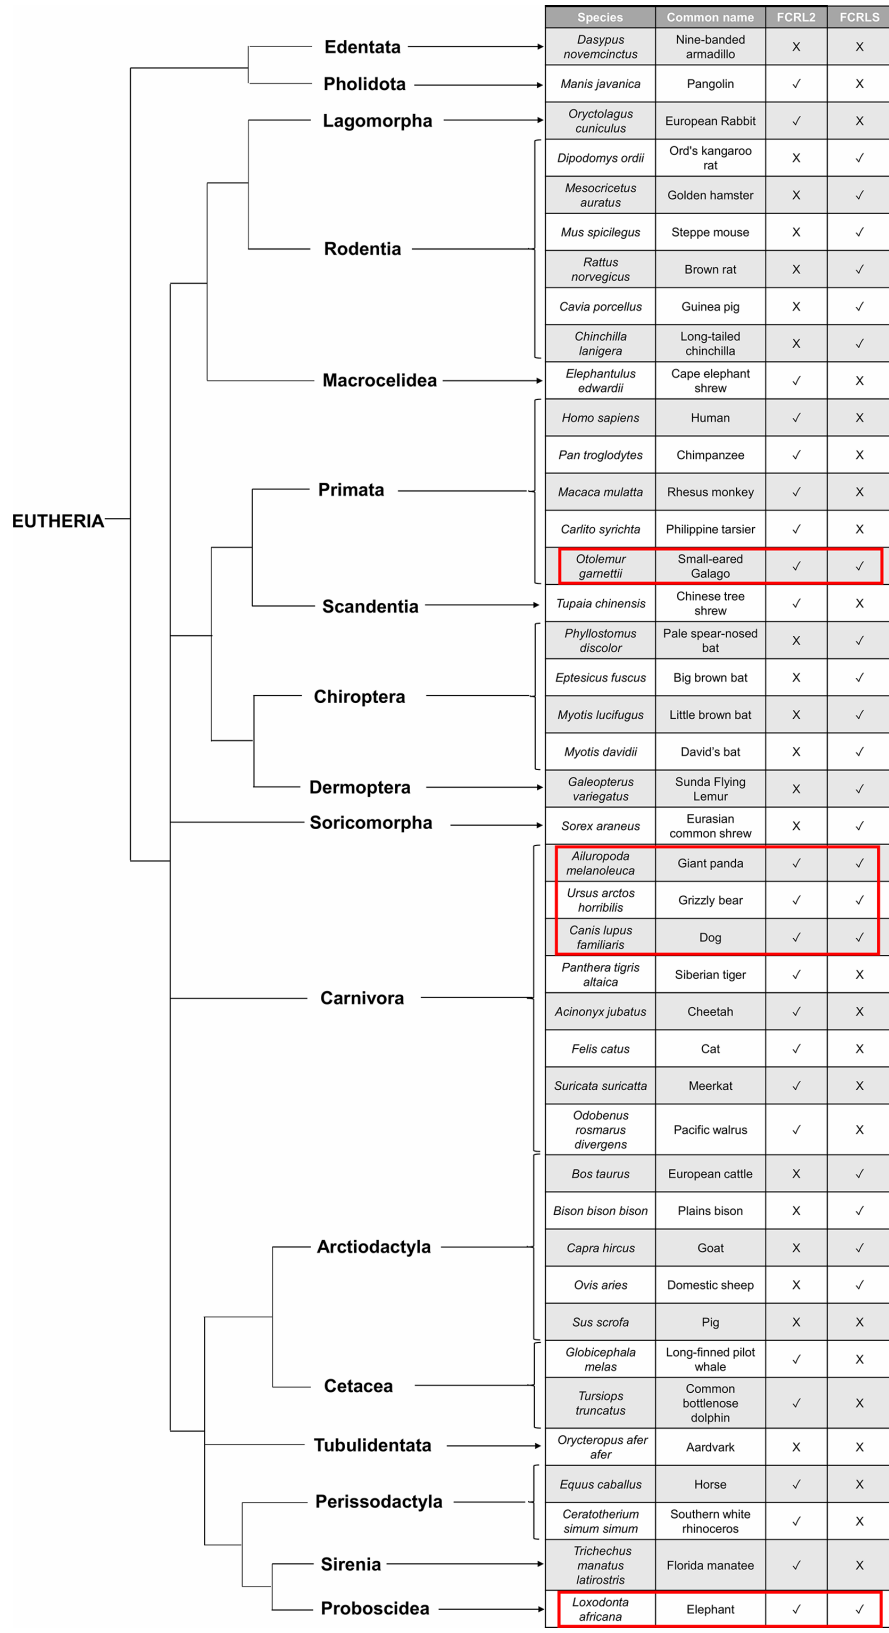 Species Common name FCRL2 FCRLS
Edentata
Dasypus
novemcinctus
Nine-banded
armadillo
X X
Pholidota
Manis javanica Pangolin ✓ X
Lagomorpha
Oryctolagus
cuniculus
European Rabbit ✓ X
Dipodomys ordii
Ord's kangaroo
rat
X ✓
Mesocricetus
auratus
Golden hamster X ✓
Mus spicilegus Steppe mouse X ✓
Rodentia
Rattus
norvegicus
Brown rat X ✓
Cavia porcellus Guinea pig X ✓
Chinchilla
lanigera
Long-tailed
chinchilla
X ✓
Macrocelidea
Elephantulus
edwardii
Cape elephant
shrew
✓ X
Homo sapiens Human ✓ X
Pan troglodytes Chimpanzee ✓ X
Primata
Macaca mulatta Rhesus monkey ✓ X
EUTHERIA
Carlito syrichta Philippine tarsier ✓ X
Otolemur
garnettii
Small-eared
Galago
✓ ✓
Scandentia
Tupaia chinensis
Chinese tree
shrew
✓ X
Phyllostomus
discolor
Pale spear-nosed
bat
X ✓
Eptesicus fuscus Big brown bat X ✓
Chiroptera
Myotis lucifugus Little brown bat X ✓
Myotis davidii David's bat X ✓
Dermoptera
Galeopterus
variegatus
Sunda Flying
Lemur
X ✓
Soricomorpha
Sorex araneus
Eurasian
common shrew
X ✓
Ailuropoda
melanoleuca
Giant panda ✓ ✓
Ursus arctos
horribilis
Grizzly bear ✓ ✓
Canis lupus
familiaris
Dog ✓ ✓
Panthera tigris
altaica
Siberian tiger ✓ X
Carnivora
Acinonyx jubatus Cheetah ✓ X
Felis catus Cat ✓ X
Suricata suricatta Meerkat ✓ X
Odobenus
rosmarus
divergens
Pacific walrus ✓ X
Bos taurus European cattle X ✓
Bison bison bison Plains bison X ✓
Arctiodactyla
Capra hircus Goat X ✓
Ovis aries Domestic sheep X ✓
Sus scrofa Pig X X
Globicephala
melas
Long-finned pilot
whale
✓ X
Cetacea
Tursiops
truncatus
Common
bottlenose
dolphin
✓ X
Tubulidentata
Orycteropus afer
afer
Aardvark X X
Equus caballus Horse ✓ X
Perissodactyla
Ceratotherium
simum simum
Southern white
rhinoceros
✓ X
Sirenia
Trichechus
manatus
latirostris
Florida manatee ✓ X
Proboscidea
Loxodonta
africana
Elephant ✓ ✓